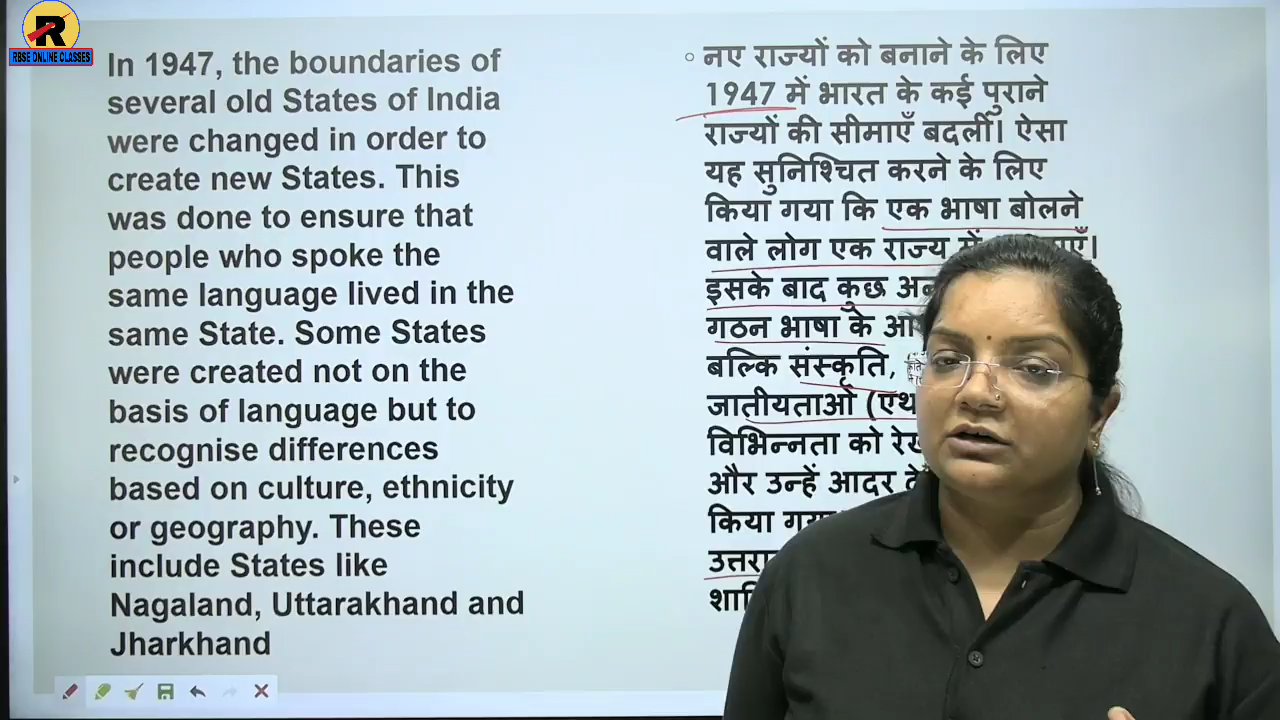 R
RBSE ONLINE CLASSES
In 1947, the boundaries of
several old States of India
were changed in order to
create new States. This
was done to ensure that
people who spoke the
same language lived in the
same State. Some States
were created not on the
basis of language but to
recognise differences
based on culture, ethnicity
or geography. These
include States like
Nagaland, Uttarakhand and
Jharkhand
नए राज्यों को बनाने के लिए
1947 में भारत के कई पुराने
राज्यों की सीमाएँ बदलीं। ऐसा
यह सुनिश्चित करने के लिए
किया गया कि एक भाषा बोलने
वाले लोग एक राज्य में
इसके बाद कुछ
गठन भाषा के
बल्कि संस्कृति,
जातीयताओं
विभिन्नता को
और उन्हें आदर
किया